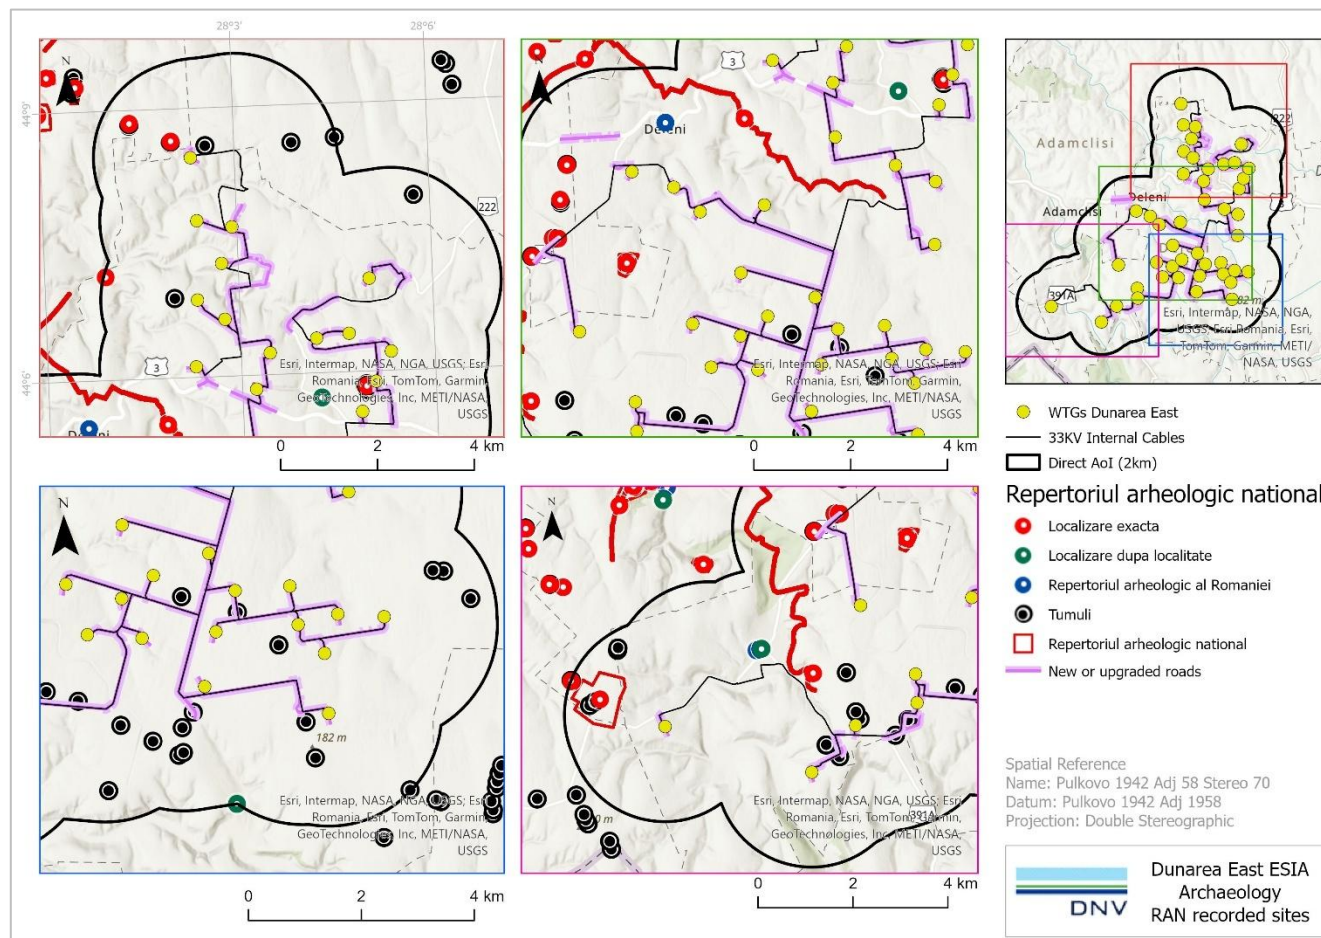 28°3'
28°6'
44°9'
44°6'
N
222
3
Deleni
Esri, Intermap, NASA, NGA, USGS; Esri
Romania, Esri, TomTom, Garmin,
GeoTechnologies, Inc, METI/NASA,
USGS
0 2 4 km
N
3
Deleni
Esri, Intermap, NASA, NGA, USGS; Esri
Romania, Esri, TomTom, Garmin,
GeoTechnologies, Inc, METI/NASA,
USGS
0 2 4 km
222
Adamclisi
Deleni
Adamclisi
391A
82 m
Esri, Intermap, NASA, NGA,
USGS, Esri Romania, Esri,
TomTom, Garmin, METI/
NASA, USGS
N
182 m
Esri, Intermap, NASA, NGA, USGS; Esri
Romania, Esri, TomTom, Garmin,
GeoTechnologies, Inc, METI/NASA,
USGS
0 2 4 km
N
391A
Esri, Intermap, NASA, NGA, USGS; Esri
Romania, Esri, TomTom, Garmin,
GeoTechnologies, Inc, METI/NASA,
USGS
0 2 4 km
WTGs Dunarea East
33KV Internal Cables
Direct AoI (2km)
Repertoriul arheologic national
Localizare exacta
Localizare dupa localitate
Repertoriul arheologic al Romaniei
Tumuli
Repertoriul arheologic national
New or upgraded roads
Spatial Reference
Name: Pulkovo 1942 Adj 58 Stereo 70
Datum: Pulkovo 1942 Adj 1958
Projection: Double Stereographic
DNV
Dunarea East ESIA
Archaeology
RAN recorded sites